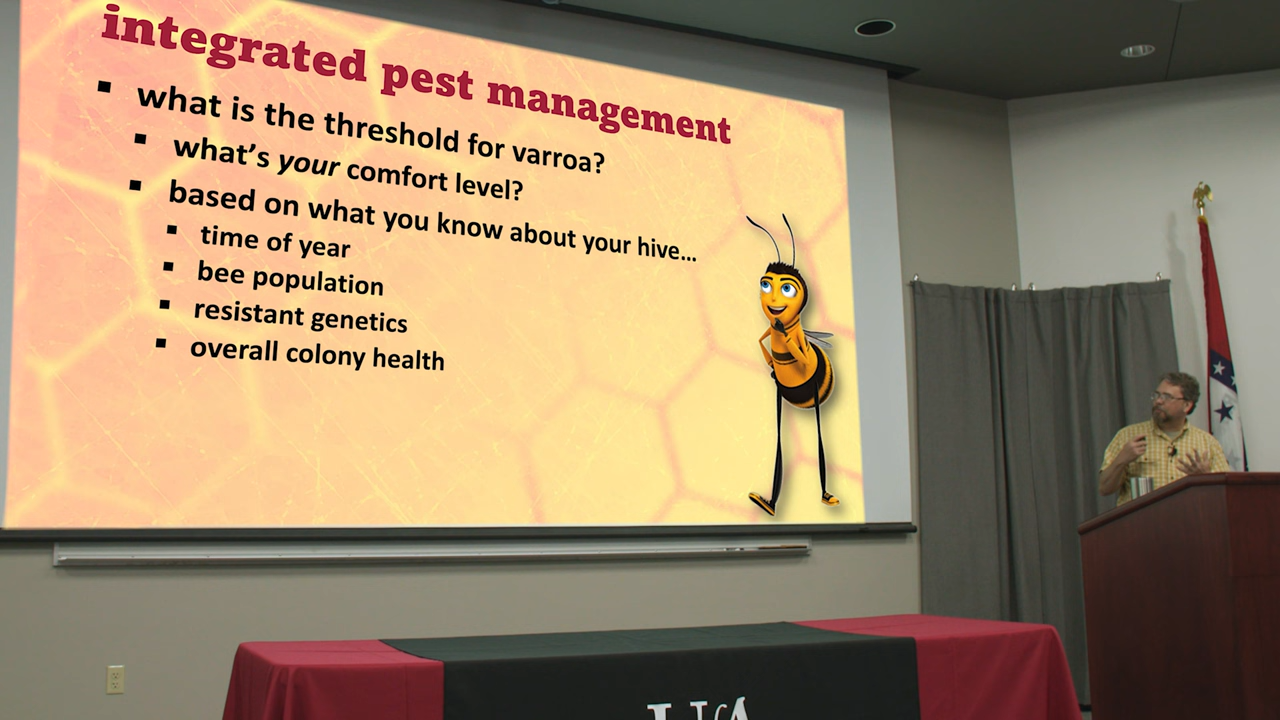 integrated pest management
▪ what is the threshold for varroa?
▪ what's your comfort level?
▪ based on what you know about your hive...
▪ time of year
▪ bee population
▪ resistant genetics
▪ overall colony health